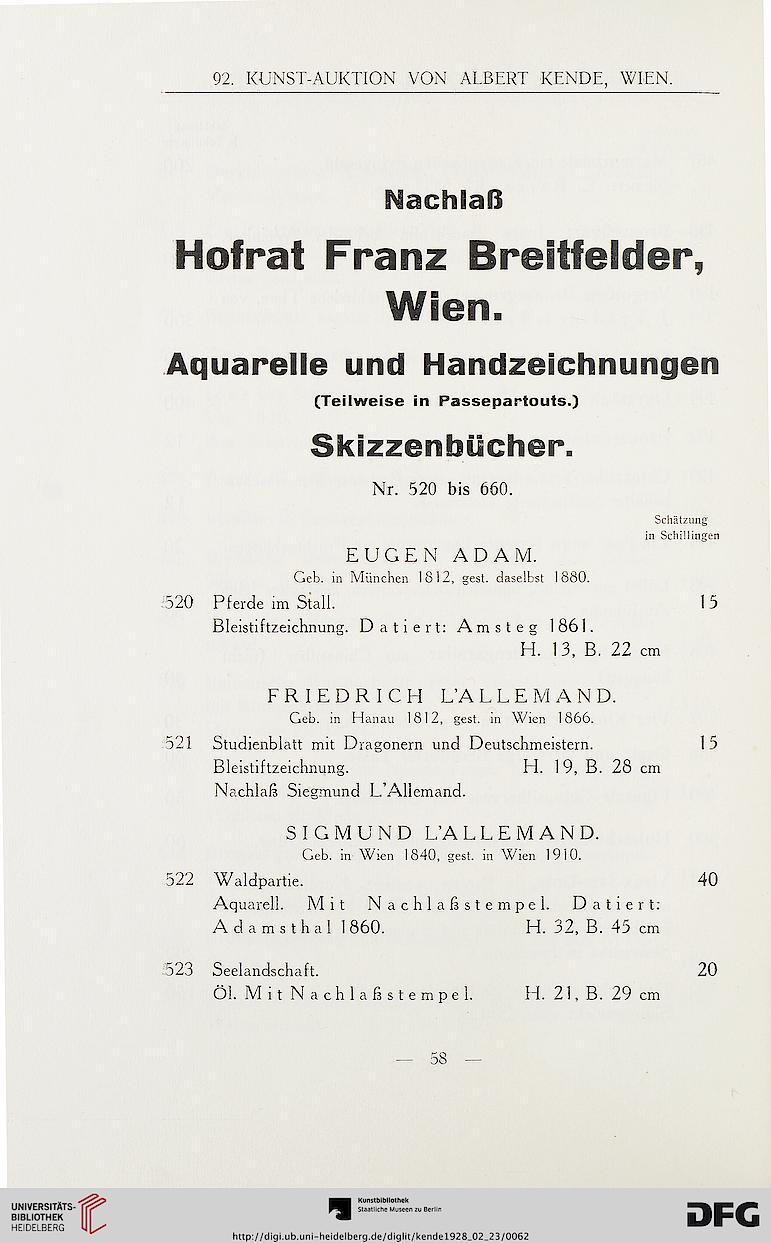 92. KUNST-AUKTION VON ALBERT KENDE, WIEN.
Nachlaß
Hofrat Franz Breitfelder,
Wien.
Aquarelle und Handzeichnungen
(Teilweise in Passepartouts.)
Skizzenbücher.
Nr. 520 bis 660.
Schätzung
in Schillingen
EUGEN ADAM.
Geb. in München 1812, gest. daselbst 1880.
520 Pferde im Stall. 15
Bleistiftzeichnung. Datiert: Amsteg 1861.
H. 13, B. 22 cm
FRIEDRICH L'ALLEMAND.
Geb. in Hanau 1812, gest. in Wien 1866.
521 Studienblatt mit Dragonern und Deutschmeistern. 15
Bleistiftzeichnung. H. 19, B. 28 cm
Nachlaß Siegmund L'Allemand.
SIGMUND L'ALLEMAND.
Geb. in Wien 1840, gest. in Wien 1910.
522 Waldpartie. 40
Aquarell. Mit Nachlaßstempel. Datiert:
Adamsthal 1860. H. 32, B. 45 cm
523 Seelandschaft. 20
Öl. Mit Nachlaßstempel. H. 21, B. 29 cm
— 58 —
UNIVERSITÄTS-
BIBLIOTHEK
HEIDELBERG
Kunstbibliothek
Staatliche Museen zu Berlin
DFG
http://digi.ub.uni-heidelberg.de/diglit/kende1928_02_23/0062